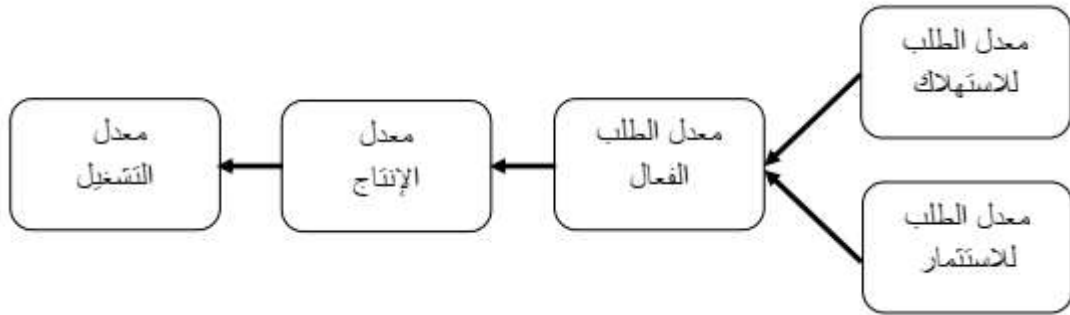 معدل الطلب
للاستهلاك
معدل الطلب
للاستثمار
معدل الطلب
الفعال
معدل
الإنتاج
معدل
التشغيل